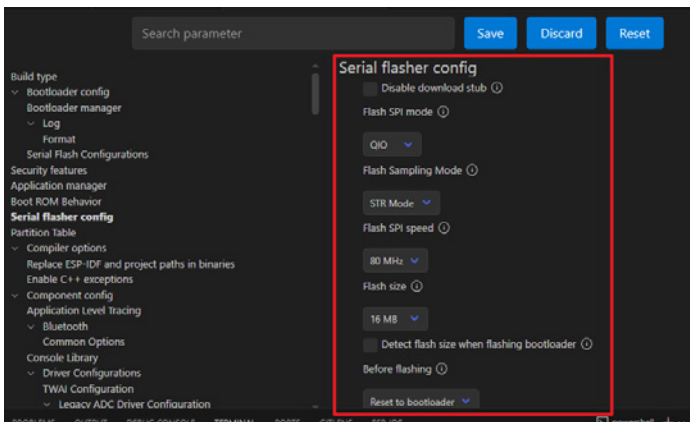 Search parameter
Save
Discard
Reset
Build type
Bootloader config
Bootloader manager
Log
Format
Serial Flash Configurations
Security features
Application manager
Boot ROM Behavior
Serial flasher config
Partition Table
Compiler options
Replace ESP-IDF and project paths in binaries
Enable C++ exceptions
Component config
Application Level Tracing
Bluetooth
Common Options
Console Library
Driver Configurations
TWAI Configuration
Legacy ADC Driver Configuration
Serial flasher config
Disable download stub
Flash SPI mode
QIO
Flash Sampling Mode
STR Mode
Flash SPI speed
80 MHz
Flash size
16 MB
Detect flash size when flashing bootloader
Before flashing
Reset to bootloader